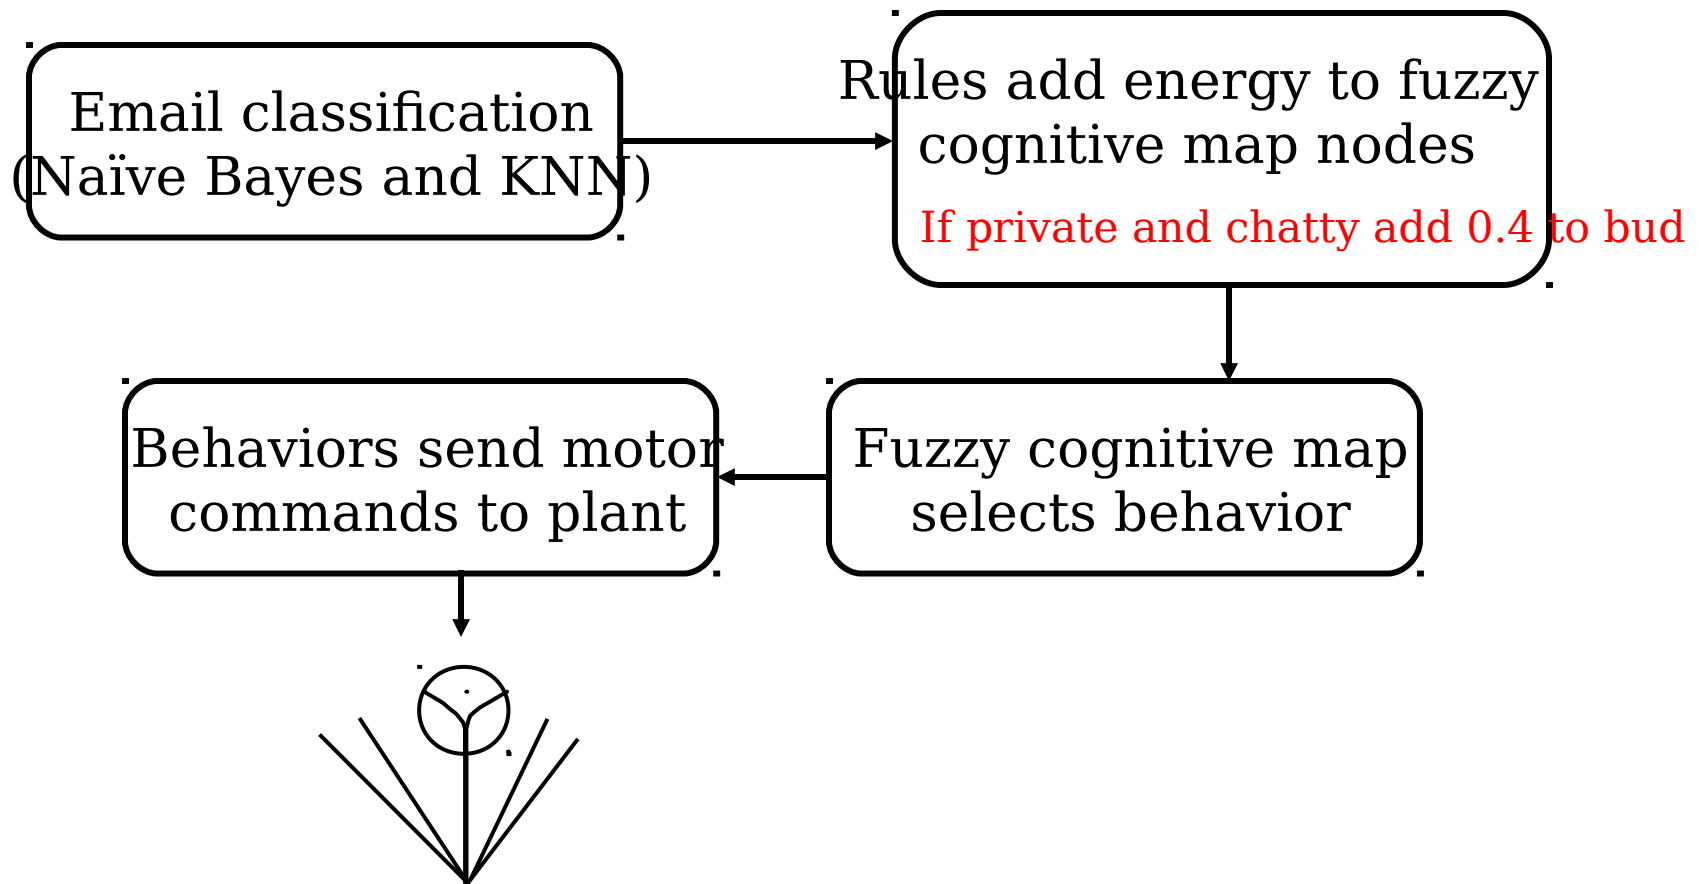 Email classification
(Naïve Bayes and KNN)
Rules add energy to fuzzy
cognitive map nodes
If private and chatty add 0.4 to bud
Fuzzy cognitive map
selects behavior
Behaviors send motor
commands to plant